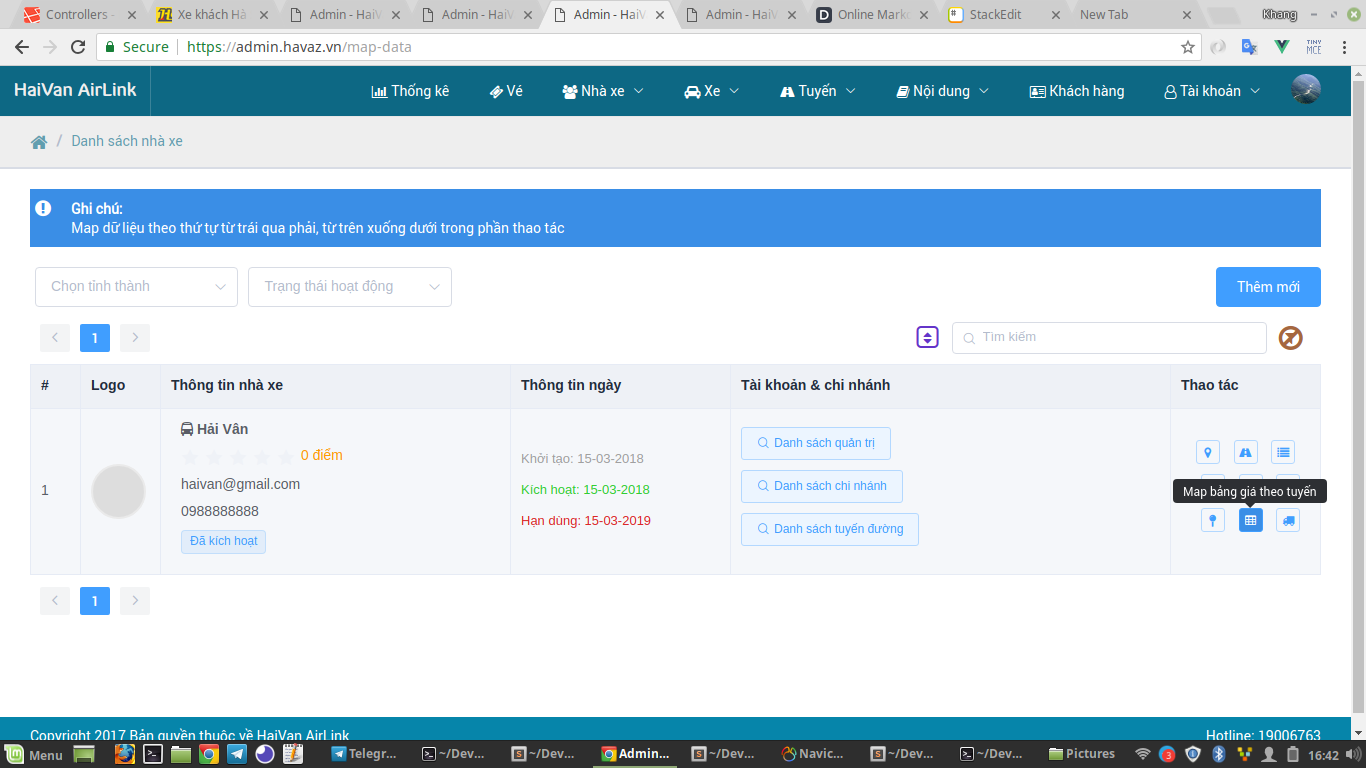 Controllers -
Xe khách Hà
Admin - HaiV
Admin - HaiV
Admin - HaiV
Admin - HaiV
Online Marke
StackEdit
New Tab
Khang
Secure
https://admin.havaz.vn/map-data
TINY
MCE
HaiVan AirLink
Thống kê
Vé
Nhà xe
Xe
Tuyến
Nội dung
Khách hàng
Tài khoản
/ Danh sách nhà xe
Ghi chú:
Map dữ liệu theo thứ tự từ trái qua phải, từ trên xuống dưới trong phần thao tác
Chọn tỉnh thành
Trạng thái hoạt động
Thêm mới
1
Tìm kiếm
# Logo Thông tin nhà xe Thông tin ngày Tài khoản & chi nhánh Thao tác
1
Hải Vân
0 điểm
haivan@gmail.com
0988888888
Đã kích hoạt
Khởi tạo: 15-03-2018
Kích hoạt: 15-03-2018
Hạn dùng: 15-03-2019
Danh sách quản trị
Danh sách chi nhánh
Danh sách tuyến đường
Map bảng giá theo tuyến
1
Copyright 2017 Bản quyền thuộc về HaiVan AirLink
Hotline: 19006763
Menu
Telegr...
~/Dev...
~/Dev...
Admin...
~/Dev...
Navic...
~/Dev...
~/Dev...
Pictures
3
16:42